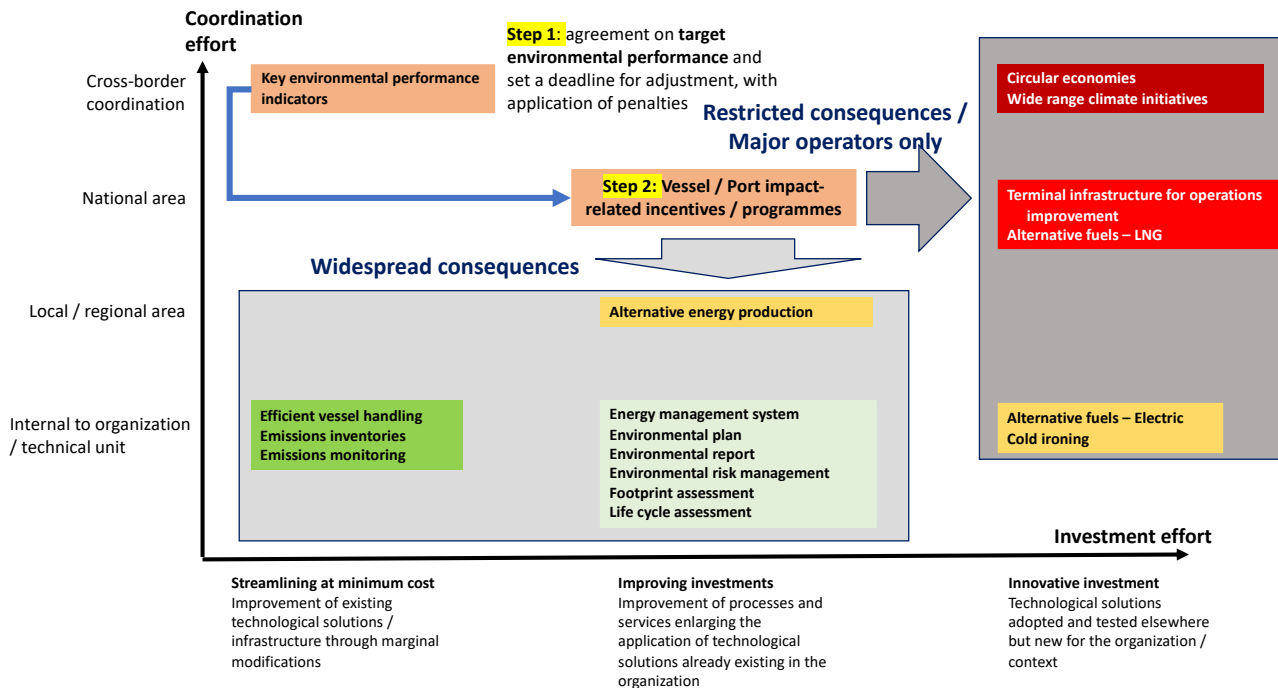 Coordination
effort
Step 1: agreement on target
environmental performance and
set a deadline for adjustment, with
application of penalties
Cross-border
coordination
Key environmental performance
indicators
Circular economies
Wide range climate initiatives
Restricted consequences /
Major operators only
National area
Step 2: Vessel / Port impact-
related incentives / programmes
Terminal infrastructure for operations
improvement
Alternative fuels – LNG
Widespread consequences
Local / regional area
Alternative energy production
Internal to organization
/ technical unit
Efficient vessel handling
Emissions inventories
Emissions monitoring
Energy management system
Environmental plan
Environmental report
Environmental risk management
Footprint assessment
Life cycle assessment
Alternative fuels – Electric
Cold ironing
Investment effort
Streamlining at minimum cost
Improvement of existing
technological solutions /
infrastructure through marginal
modifications
Improving investments
Improvement of processes and
services enlarging the
application of technological
solutions already existing in the
organization
Innovative investment
Technological solutions
adopted and tested elsewhere
but new for the organization /
context